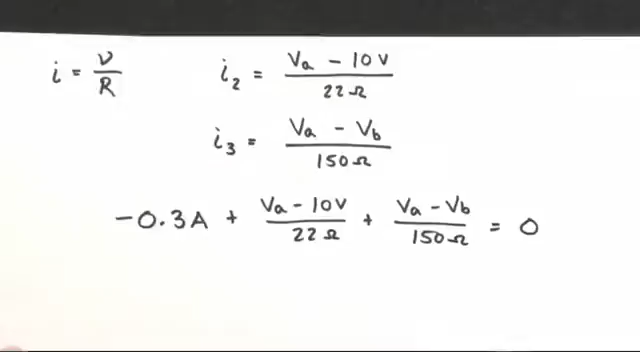 i = v/R    i₂ = (Va - 10V)/(22Ω)
i₃ = (Va - Vb)/(150Ω)
-0.3A + (Va - 10V)/(22Ω) + (Va - Vb)/(150Ω) = 0